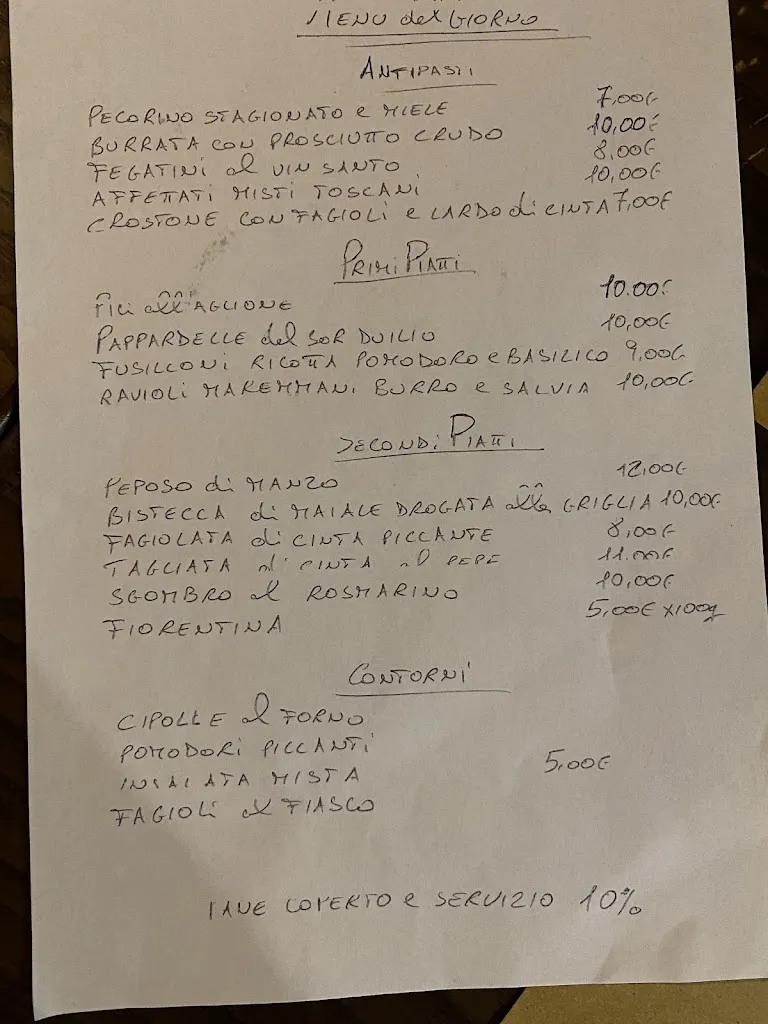 MENU del GIORNO
ANTIPASTI
PECORINO STAGIONATO e MIELE 7,00€
BURRATA CON PROSCIUTTO CRUDO 10,00€
FEGATINI al VIN SANTO 8,00€
AFFETTATI MISTI TOSCANI 10,00€
CROSTONE CON FAGIOLI e LARDO di CINTA 7,00€
PRIMI PIATTI
Pici all'AGLIONE 10.00€
PAPPARDELLE del SOR DUILIO 10,00€
FUSILLONI RICOTTA POMODORO e BASILICO 9,00€
RAVIOLI MAREMMANI BURRO e SALVIA 10,00€
SECONDI PIATTI
PEPOSO di MANZO 12,00€
BISTECCA di MAIALE DROGATA alla GRIGLIA 10,00€
FAGIOLATA di CINTA PICCANTE 8,00€
TAGLIATA di CINTA al PEPE 11.00€
SGOMBRO al ROSMARINO 10,00€
FIORENTINA 5,00€ x100g
CONTORNI
CIPOLLE al FORNO
POMODORI PICCANTI
INSALATA MISTA 5,00€
FAGIOLI al FIASCO
PANE COPERTO e SERVIZIO 10%